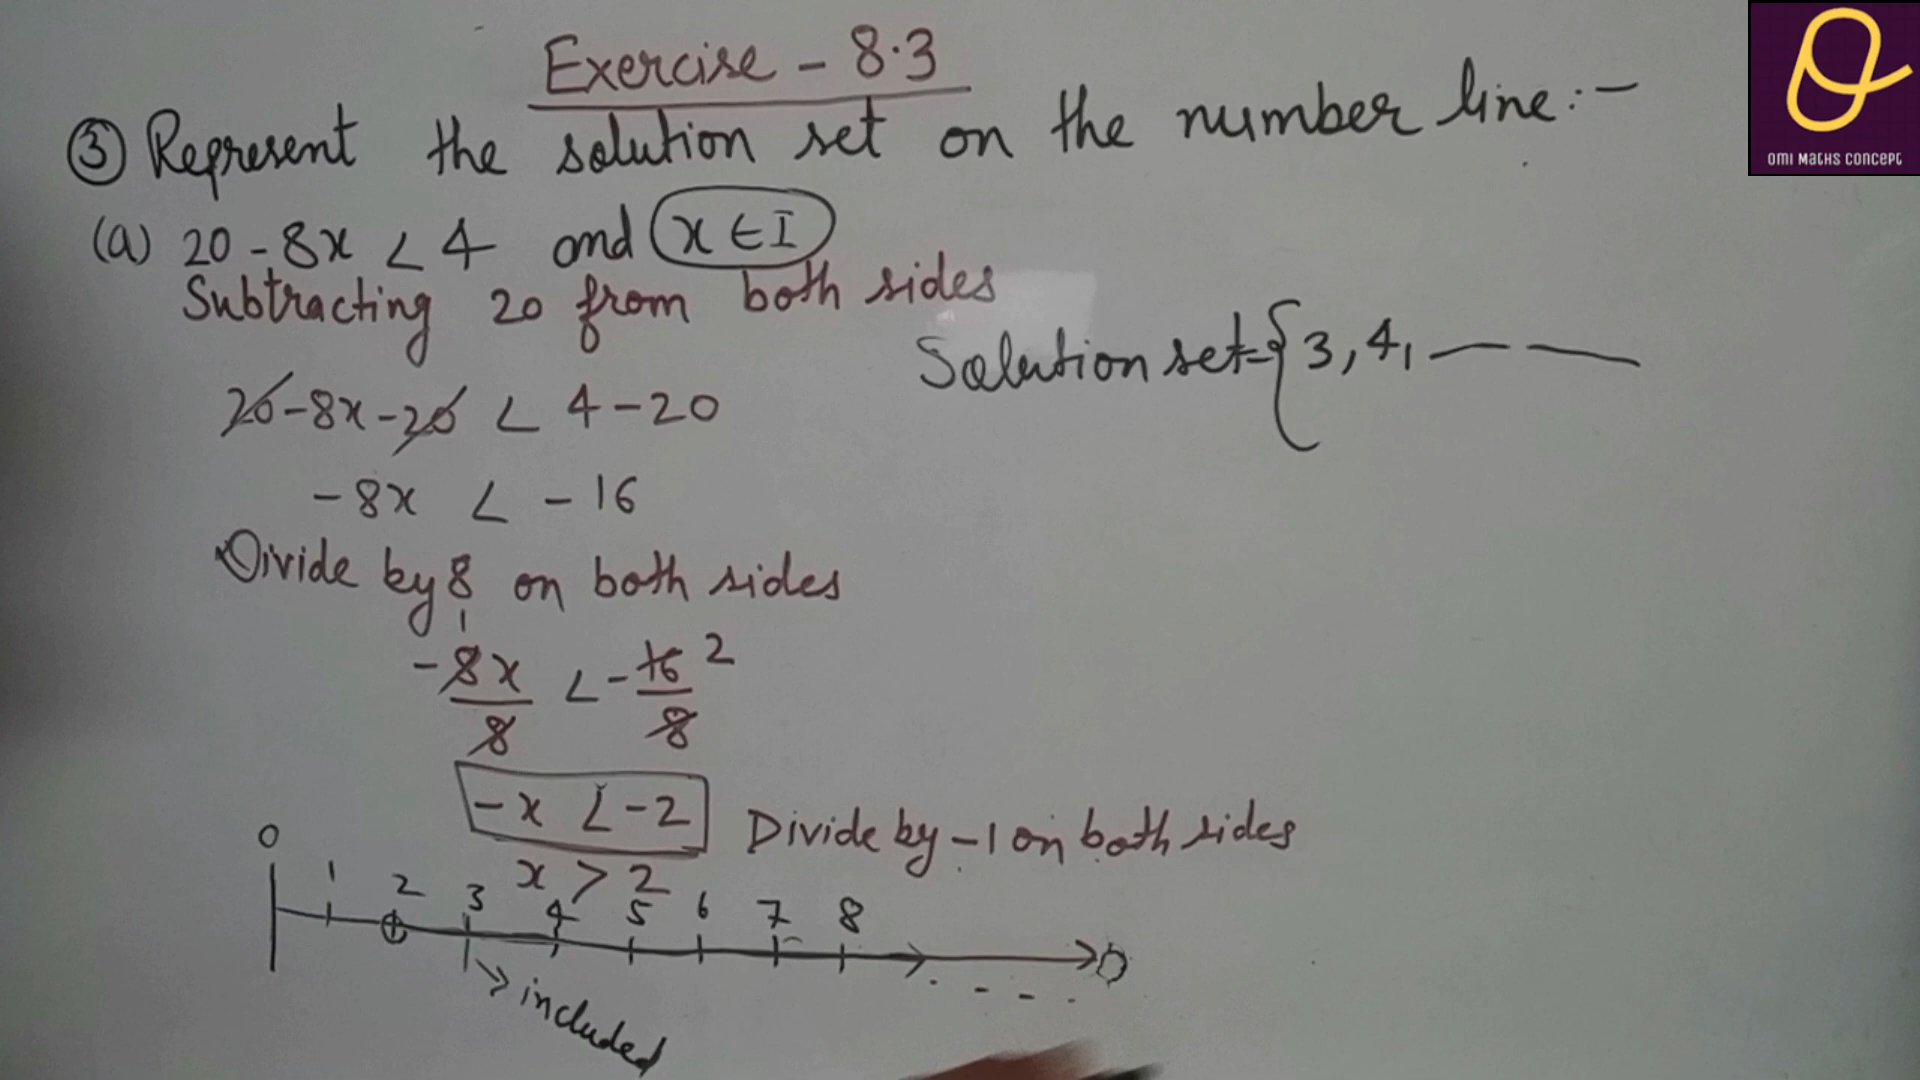 Exercise - 8.3
③ Represent the solution set on the number line:-
(a) 20 - 8x < 4 and x ∈ I
Subtracting 20 from both sides
20 - 8x - 20 < 4 - 20
Solution set = { 3, 4, — —
-8x < -16
Divide by 8 on both sides
1
-8x < -16 2
8 8
-x < -2 Divide by -1 on both sides
x > 2
0 1 2 3 4 5 6 7 8
included
OMI MATHS CONCEPT